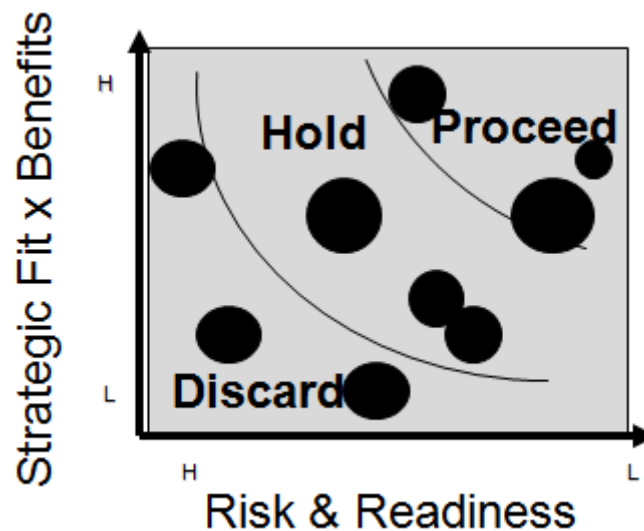 Strategic Fit x Benefits
H
Hold
Proceed
L
Discard
H
L
Risk & Readiness